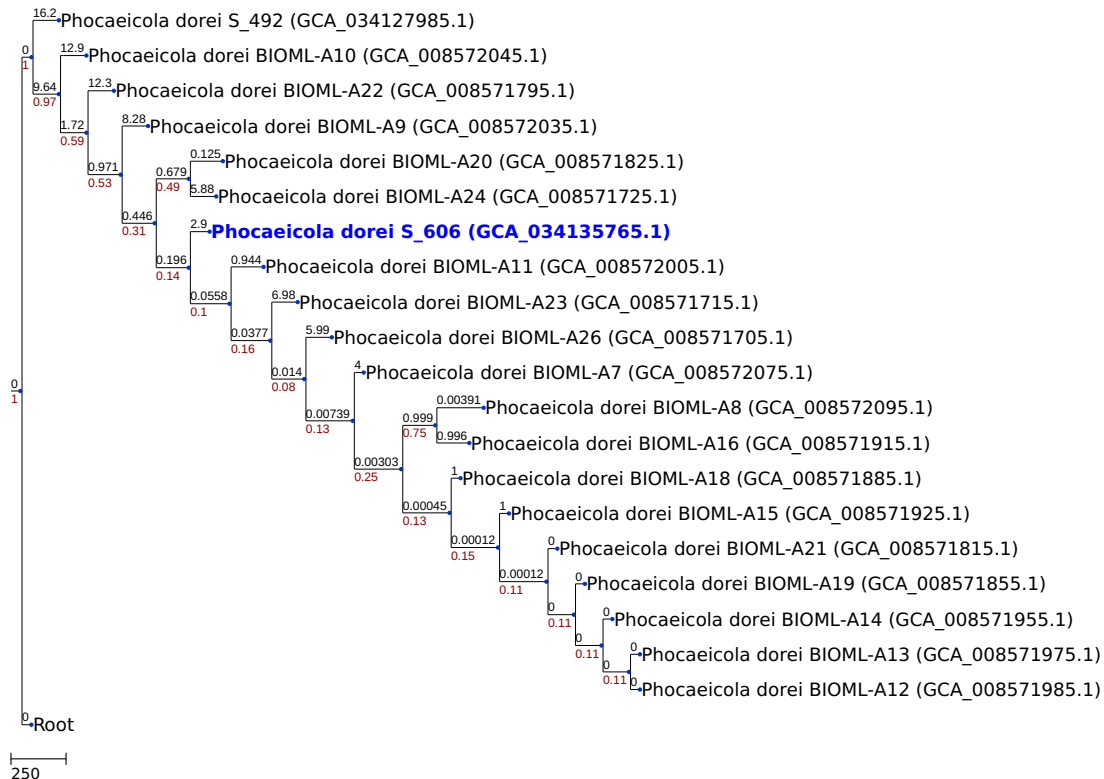 16.2 Phocaeicola dorei S_492 (GCA_034127985.1)
0
1
12.9 Phocaeicola dorei BIOML-A10 (GCA_008572045.1)
9.64
0.97
12.3 Phocaeicola dorei BIOML-A22 (GCA_008571795.1)
1.72
0.59
8.28 Phocaeicola dorei BIOML-A9 (GCA_008572035.1)
0.971
0.53
0.125 Phocaeicola dorei BIOML-A20 (GCA_008571825.1)
0.679
0.49
5.88 Phocaeicola dorei BIOML-A24 (GCA_008571725.1)
0.446
0.31
2.9 Phocaeicola dorei S_606 (GCA_034135765.1)
0.196
0.14
0.944 Phocaeicola dorei BIOML-A11 (GCA_008572005.1)
0.0558
0.1
6.98 Phocaeicola dorei BIOML-A23 (GCA_008571715.1)
0.0377
0.16
5.99 Phocaeicola dorei BIOML-A26 (GCA_008571705.1)
0.014
0.08
4 Phocaeicola dorei BIOML-A7 (GCA_008572075.1)
0
1
0.00739
0.13
0.00391 Phocaeicola dorei BIOML-A8 (GCA_008572095.1)
0.999
0.75
0.996 Phocaeicola dorei BIOML-A16 (GCA_008571915.1)
0.00303
0.25
1 Phocaeicola dorei BIOML-A18 (GCA_008571885.1)
0.00045
0.13
1 Phocaeicola dorei BIOML-A15 (GCA_008571925.1)
0.00012
0.15
0 Phocaeicola dorei BIOML-A21 (GCA_008571815.1)
0.00012
0.11
0 Phocaeicola dorei BIOML-A19 (GCA_008571855.1)
0
0.11
0 Phocaeicola dorei BIOML-A14 (GCA_008571955.1)
0
0.11
0 Phocaeicola dorei BIOML-A13 (GCA_008571975.1)
0
0.11
0 Phocaeicola dorei BIOML-A12 (GCA_008571985.1)
0 Root
250